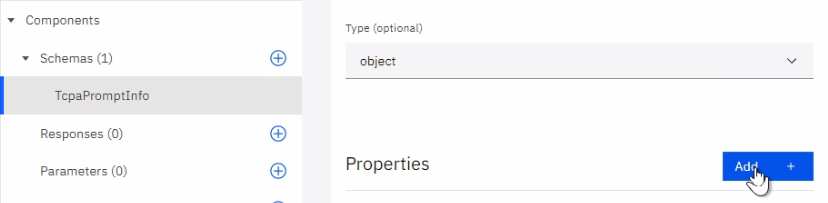 Components
Schemas (1)
TcpaPromptInfo
Responses (0)
Parameters (0)
Type (optional)
object
Properties
Add +